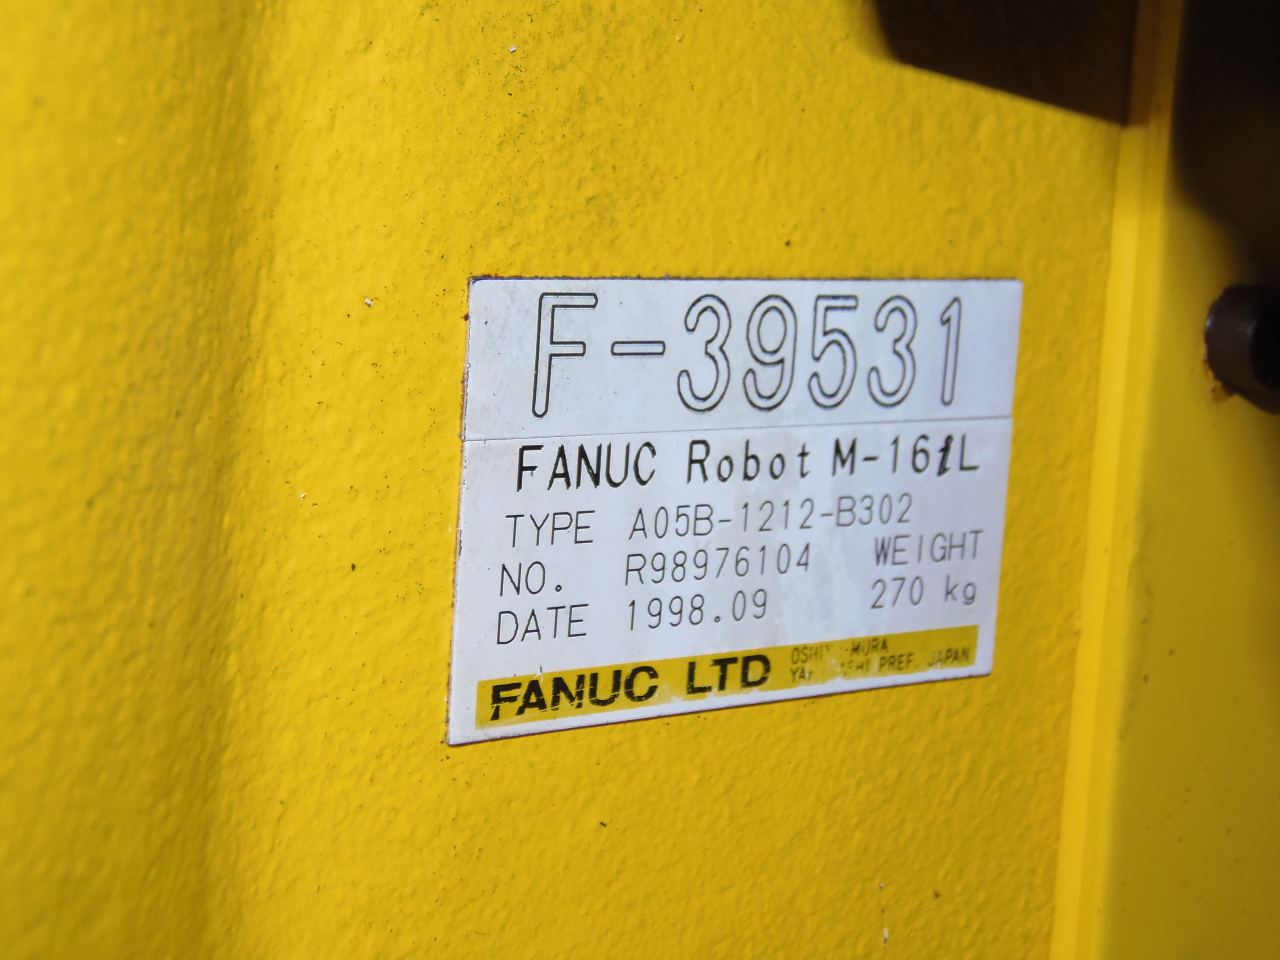 F-39531
FANUC Robot M-16iL
TYPE A05B-1212-B302
NO. R98976104 WEIGHT
DATE 1998.09 270 kg
FANUC LTD
PREF. JAPAN